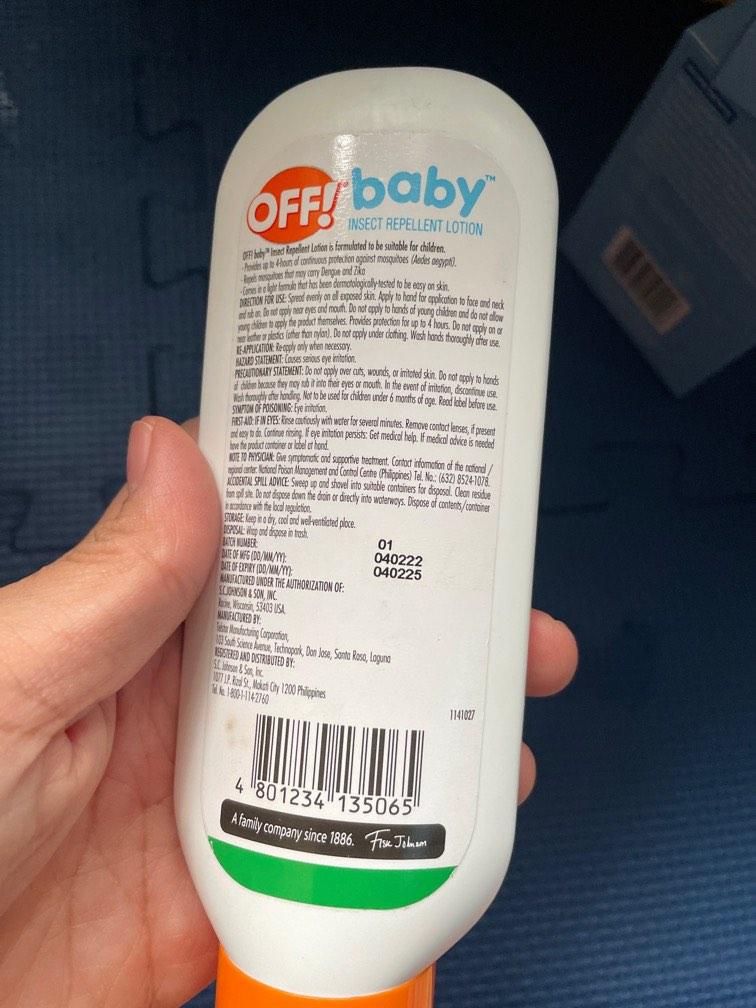 OFF! baby™
INSECT REPELLENT LOTION
OFF! baby™ Insect Repellent Lotion is formulated to be suitable for children.
- Provides up to 4-hours of continuous protection against mosquitoes (Aedes aegypti).
- Repels mosquitoes that may carry Dengue and Zika
- Comes in a light formula that has been dermatologically-tested to be easy on skin.
DIRECTION FOR USE: Spread evenly on all exposed skin. Apply to hand for application to face and neck
and rub on. Do not apply near eyes and mouth. Do not apply to hands of young children and do not allow
young children to apply the product themselves. Provides protection for up to 4 hours. Do not apply on or
near leather or plastics (other than nylon). Do not apply under clothing. Wash hands thoroughly after use.
RE-APPLICATION: Re-apply only when necessary.
HAZARD STATEMENT: Causes serious eye irritation.
PRECAUTIONARY STATEMENT: Do not apply over cuts, wounds, or irritated skin. Do not apply to hands
of children because they may rub it into their eyes or mouth. In the event of irritation, discontinue use.
Wash thoroughly after handling. Not to be used for children under 6 months of age. Read label before use.
SYMPTOM OF POISONING: Eye irritation.
FIRST-AID: IF IN EYES: Rinse cautiously with water for several minutes. Remove contact lenses, if present
and easy to do. Continue rinsing. If eye irritation persists: Get medical help. If medical advice is needed
have the product container or label at hand.
NOTE TO PHYSICIAN: Give symptomatic and supportive treatment. Contact information of the national /
regional center: National Poison Management and Control Centre (Philippines) Tel. No.: (632) 8524-1078.
ACCIDENTAL SPILL ADVICE: Sweep up and shovel into suitable containers for disposal. Clean residue
from spill site. Do not dispose down the drain or directly into waterways. Dispose of contents/container
in accordance with the local regulation.
STORAGE: Keep in a dry, cool and well-ventilated place.
DISPOSAL: Wrap and dispose in trash.
BATCH NUMBER: 01
DATE OF MFG (DD/MM/YY): 040222
DATE OF EXPIRY (DD/MM/YY): 040225
MANUFACTURED UNDER THE AUTHORIZATION OF:
S.C. JOHNSON & SON, INC.
Racine, Wisconsin, 53403 USA
MANUFACTURED BY:
Telstar Manufacturing Corporation,
103 South Science Avenue, Technopark, Don Jose, Santa Rosa, Laguna
REGISTERED AND DISTRIBUTED BY:
S.C. Johnson & Son, Inc.
1077 J.P. Rizal St., Makati City 1200 Philippines
Tel. No. 1-800-1-114-2760
1141027
4 801234 135065
A family company since 1886. Fisk Johnson